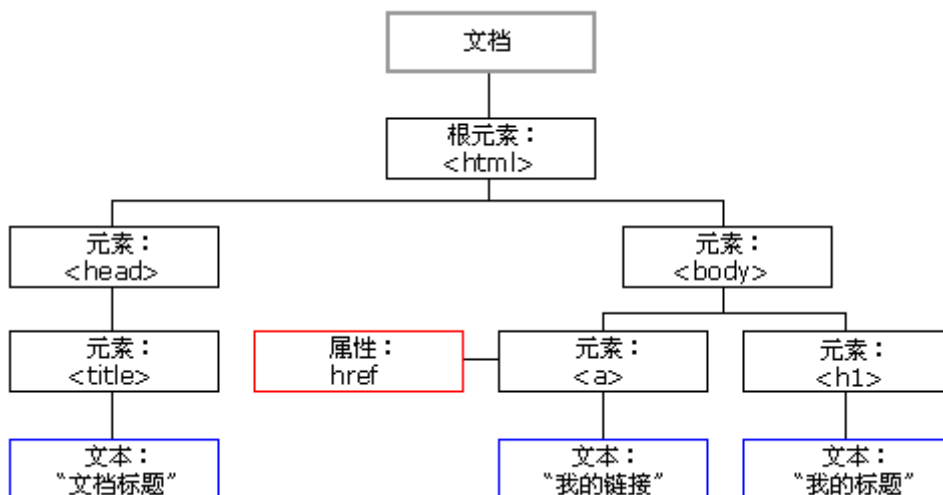 文档
根元素：
<html>
元素：
<head>
元素：
<body>
元素：
<title>
属性：
href
元素：
<a>
元素：
<h1>
文本：
“文档标题”
文本：
“我的链接”
文本：
“我的标题”